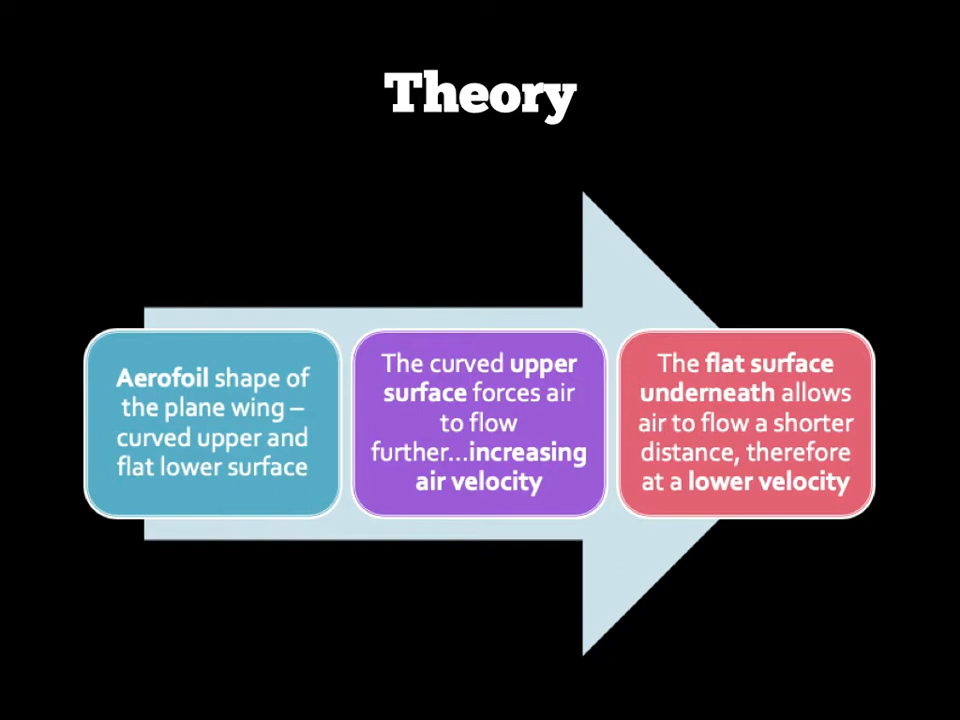 Theory
Aerofoil shape of
the plane wing –
curved upper and
flat lower surface
The curved upper
surface forces air
to flow
further...increasing
air velocity
The flat surface
underneath allows
air to flow a shorter
distance, therefore
at a lower velocity